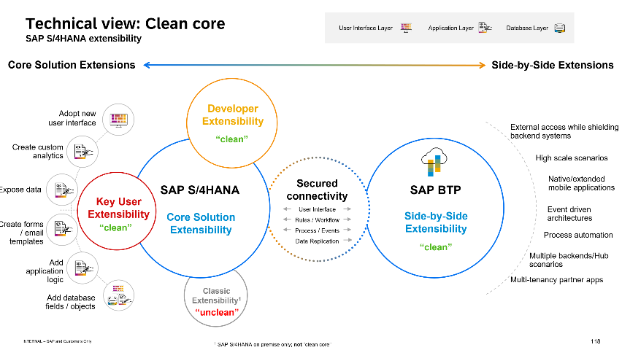 Technical view: Clean core
SAP S/4HANA extensibility
User Interface Layer
Application Layer
Database Layer
Core Solution Extensions
Side-by-Side Extensions
Adopt new
user interface
Create custom
analytics
Expose data
Create forms
/ email
templates
Add
application
logic
Add database
fields / objects
Developer
Extensibility
"clean"
Key User
Extensibility
"clean"
SAP S/4HANA
Core Solution
Extensibility
Classic
Extensibility¹
"unclean"
Secured
connectivity
User Interface
Rules / Workflow
Process / Events
Data Replication
SAP BTP
Side-by-Side
Extensibility
"clean"
External access while shielding
backend systems
High scale scenarios
Native/extended
mobile applications
Event driven
architectures
Process automation
Multiple backends/Hub
scenarios
Multi-tenancy partner apps
INTERNAL – SAP and Customers Only
¹ SAP S/4HANA on premise only; not 'clean core'